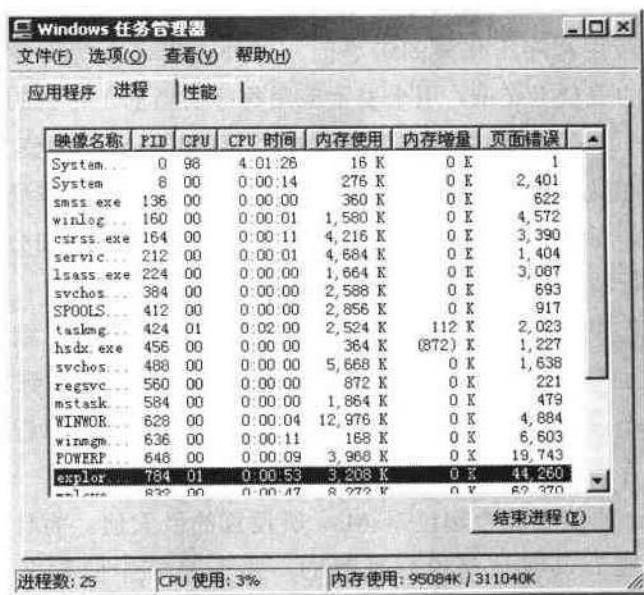 Windows 任务管理器
文件(F) 选项(O) 查看(V) 帮助(H)
应用程序 进程 性能
映像名称 PID CPU CPU 时间 内存使用 内存增量 页面错误
System... 0 98 4:01:26 16 K 0 K 1
System 8 00 0:00:14 276 K 0 K 2,401
smss.exe 136 00 0:00:00 360 K 0 K 622
winlog... 160 00 0:00:01 1,580 K 0 K 4,572
csrss.exe 164 00 0:00:11 4,216 K 0 K 3,390
servic... 212 00 0:00:01 4,684 K 0 K 1,404
lsass.exe 224 00 0:00:00 1,664 K 0 K 3,087
svchos... 384 00 0:00:00 2,588 K 0 K 693
SPOOLS... 412 00 0:00:00 2,856 K 0 K 917
taskmg... 424 01 0:02:00 2,524 K 112 K 2,023
hsdx.exe 456 00 0:00:00 364 K (872) K 1,227
svchos... 488 00 0:00:00 5,668 K 0 K 1,638
regsvc... 560 00 0:00:00 872 K 0 K 221
mstask... 584 00 0:00:00 1,864 K 0 K 479
WINWOR... 628 00 0:00:04 12,976 K 0 K 4,884
winmgm... 636 00 0:00:11 168 K 0 K 6,603
POWERP... 648 00 0:00:09 3,968 K 0 K 19,743
explor... 784 01 0:00:53 3,208 K 0 K 44,260
832 00 0:00:47 8,272 K 0 K 62,370
结束进程(E)
进程数: 25 CPU 使用: 3% 内存使用: 95084K / 311040K